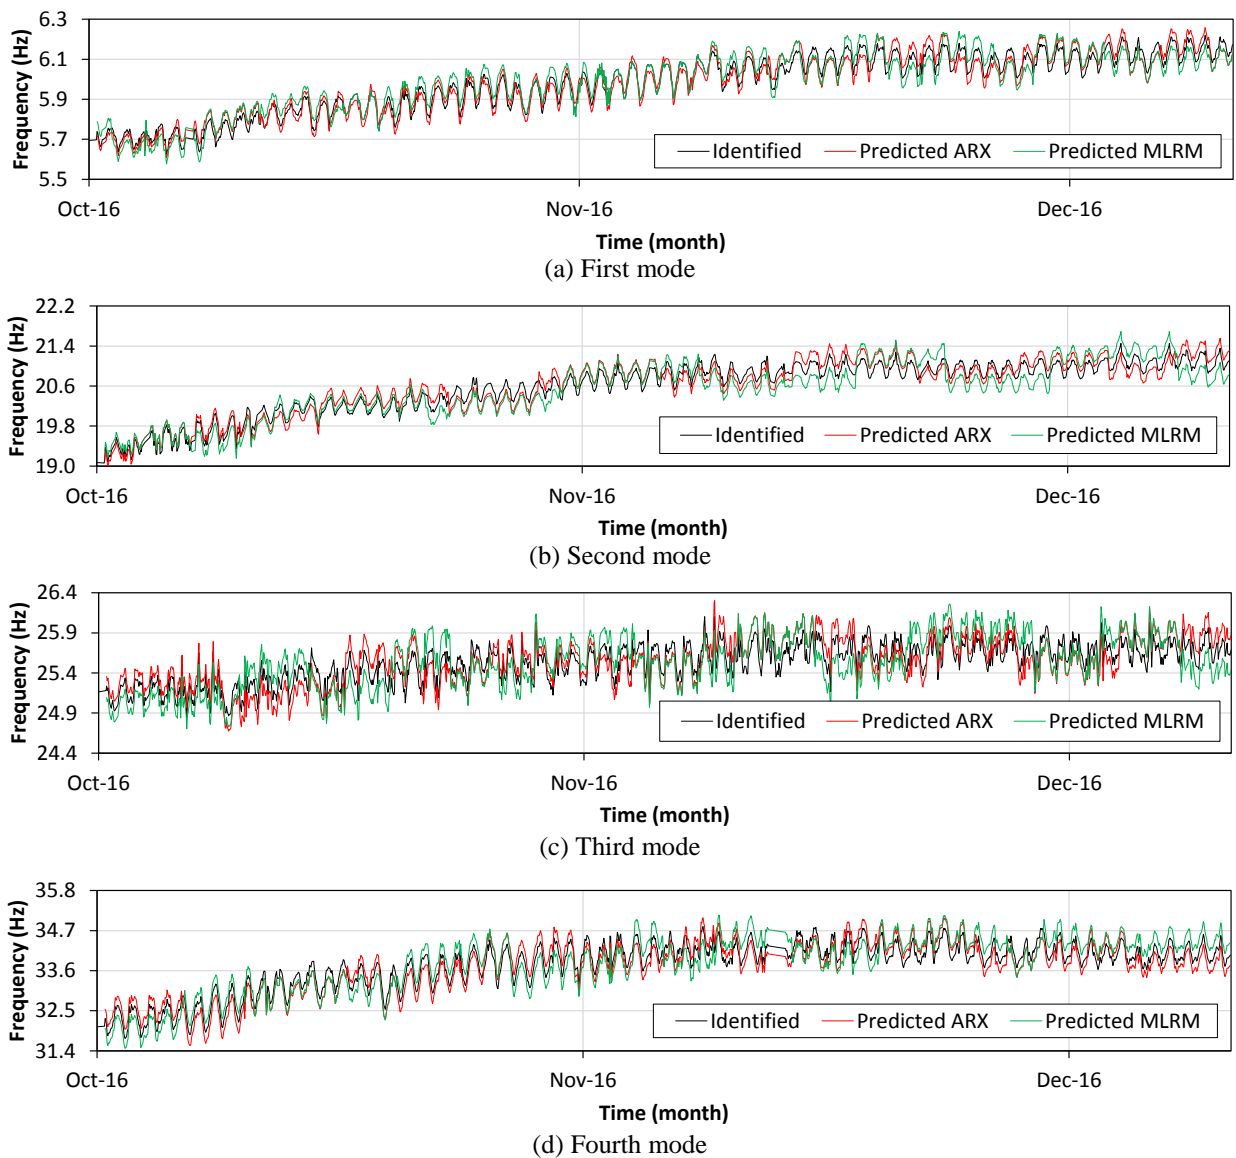 6.3
6.1
5.9
5.7
5.5
Frequency (Hz)
Identified Predicted ARX Predicted MLRM
Oct-16 Nov-16 Dec-16
Time (month)
(a) First mode
22.2
21.4
20.6
19.8
19.0
Frequency (Hz)
Identified Predicted ARX Predicted MLRM
Oct-16 Nov-16 Dec-16
Time (month)
(b) Second mode
26.4
25.9
25.4
24.9
24.4
Frequency (Hz)
Identified Predicted ARX Predicted MLRM
Oct-16 Nov-16 Dec-16
Time (month)
(c) Third mode
35.8
34.7
33.6
32.5
31.4
Frequency (Hz)
Identified Predicted ARX Predicted MLRM
Oct-16 Nov-16 Dec-16
Time (month)
(d) Fourth mode